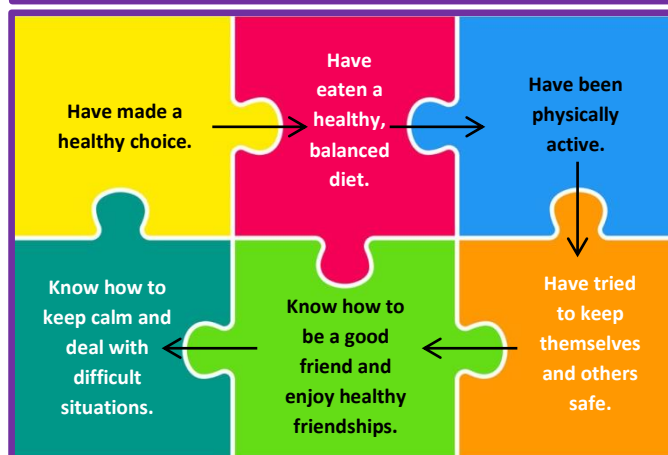 Have made a
healthy choice.
Have
eaten a
healthy,
balanced
diet.
Have been
physically
active.
Have tried
to keep
themselves
and others
safe.
Know how to
be a good
friend and
enjoy healthy
friendships.
Know how to
keep calm and
deal with
difficult
situations.